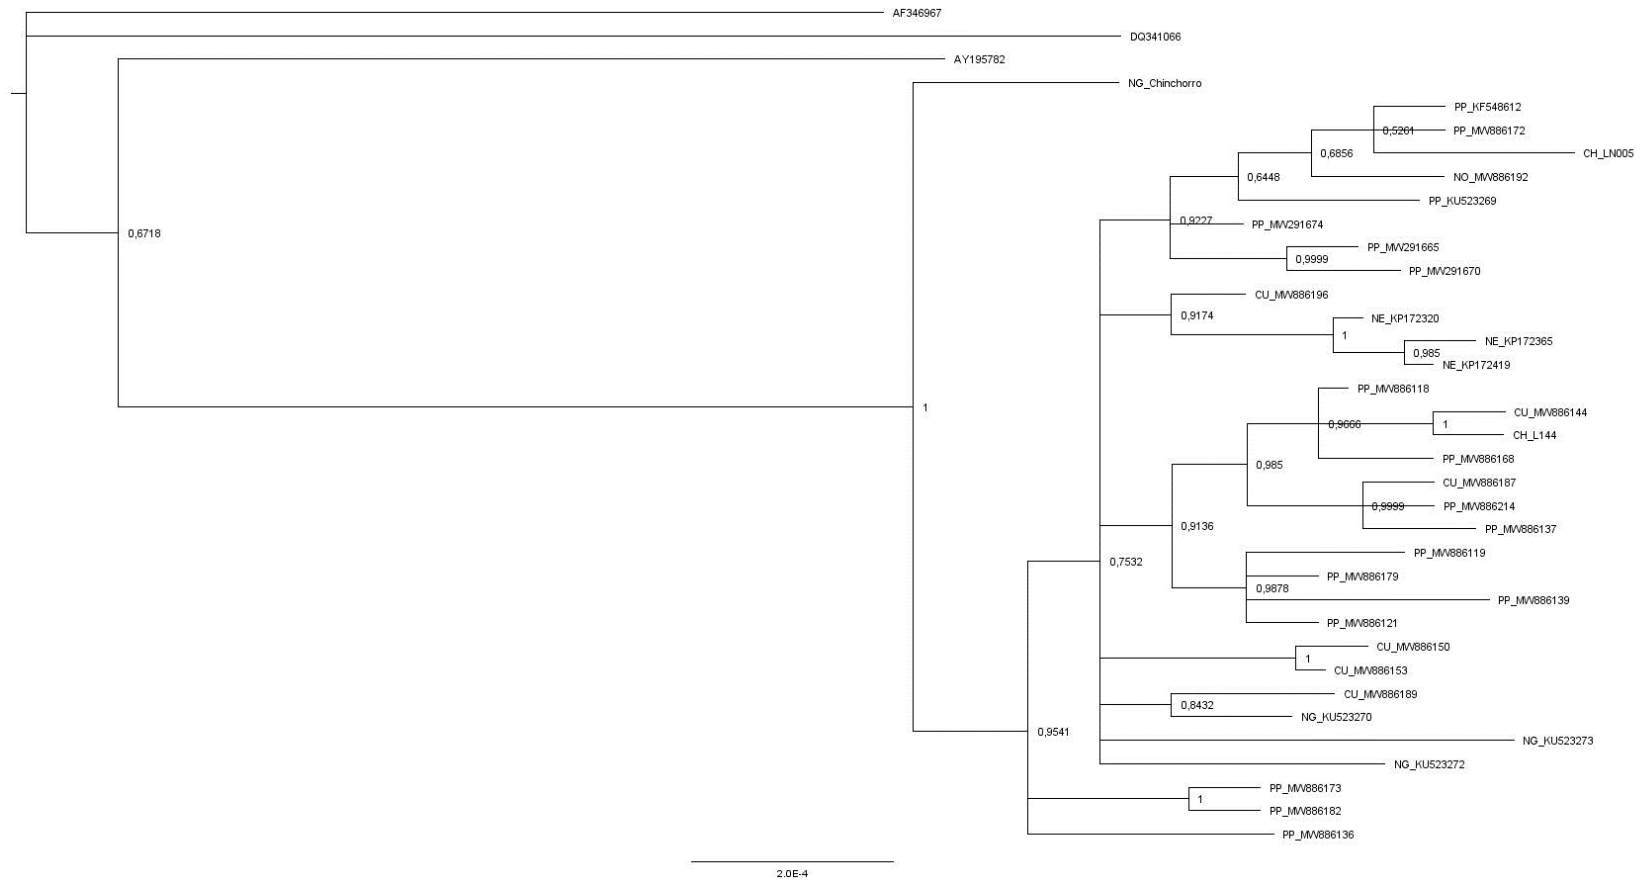 AF346967
DQ341066
AY195782
NG_Chinchorro
PP_KF548612
0,5261
PP_MW886172
CH_LN005
0,6856
NO_MW886192
0,6448
PP_KU523269
0,9227
PP_MW291674
PP_MW291665
0,9999
PP_MW291670
CU_MW886196
0,9174
NE_KP172320
1
NE_KP172365
0,985
NE_KP172419
PP_MW886118
CU_MW886144
0,9666
1
CH_L144
PP_MW886168
0,985
CU_MW886187
0,9999
PP_MW886214
PP_MW886137
0,9136
PP_MW886119
PP_MW886179
0,9878
PP_MW886139
PP_MW886121
0,7532
CU_MW886150
1
CU_MW886153
CU_MW886189
0,8432
NG_KU523270
NG_KU523273
NG_KU523272
0,9541
PP_MW886173
1
PP_MW886182
PP_MW886136
0,6718
1
2.0E-4